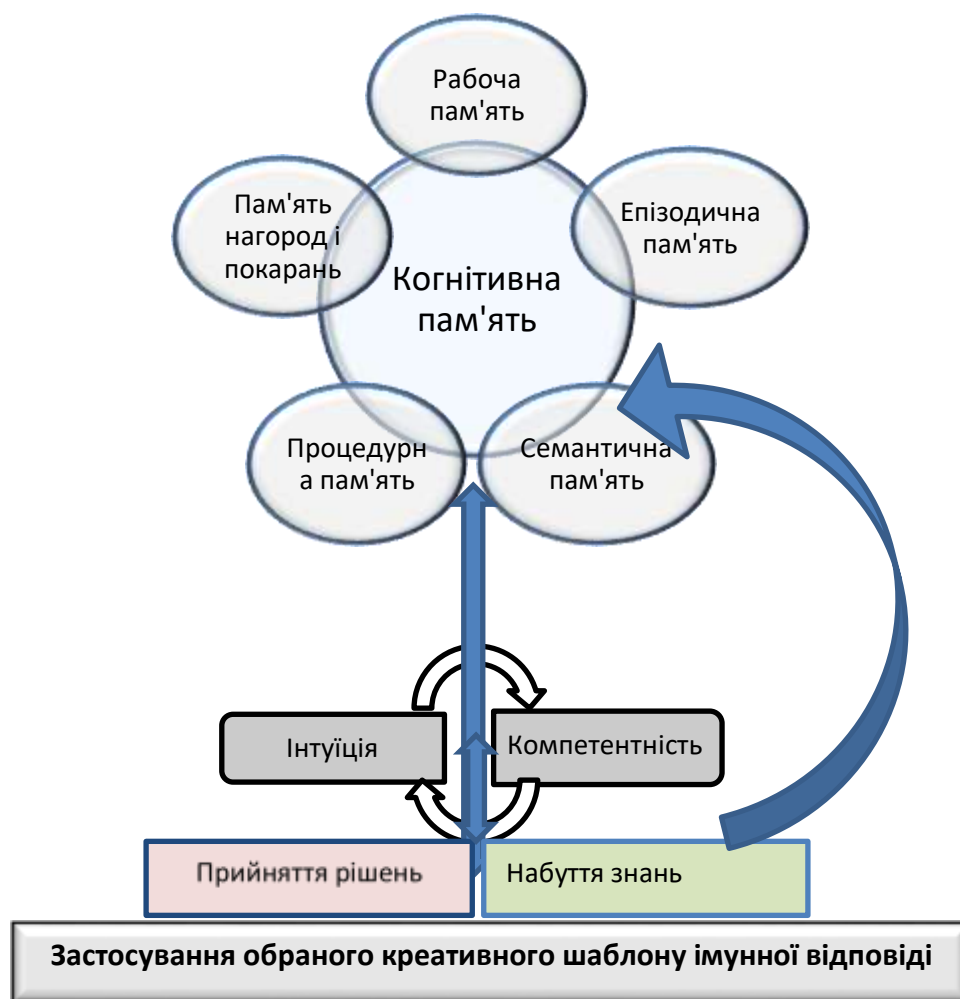 Рабоча
пам'ять
Пам'ять
нагород і
покарань
Епізодична
пам'ять
Когнітивна
пам'ять
Процедурн
а пам'ять
Семантична
пам'ять
Інтуїція
Компетентність
Прийняття рішень
Набуття знань
Застосування обраного креативного шаблону імунної відповіді